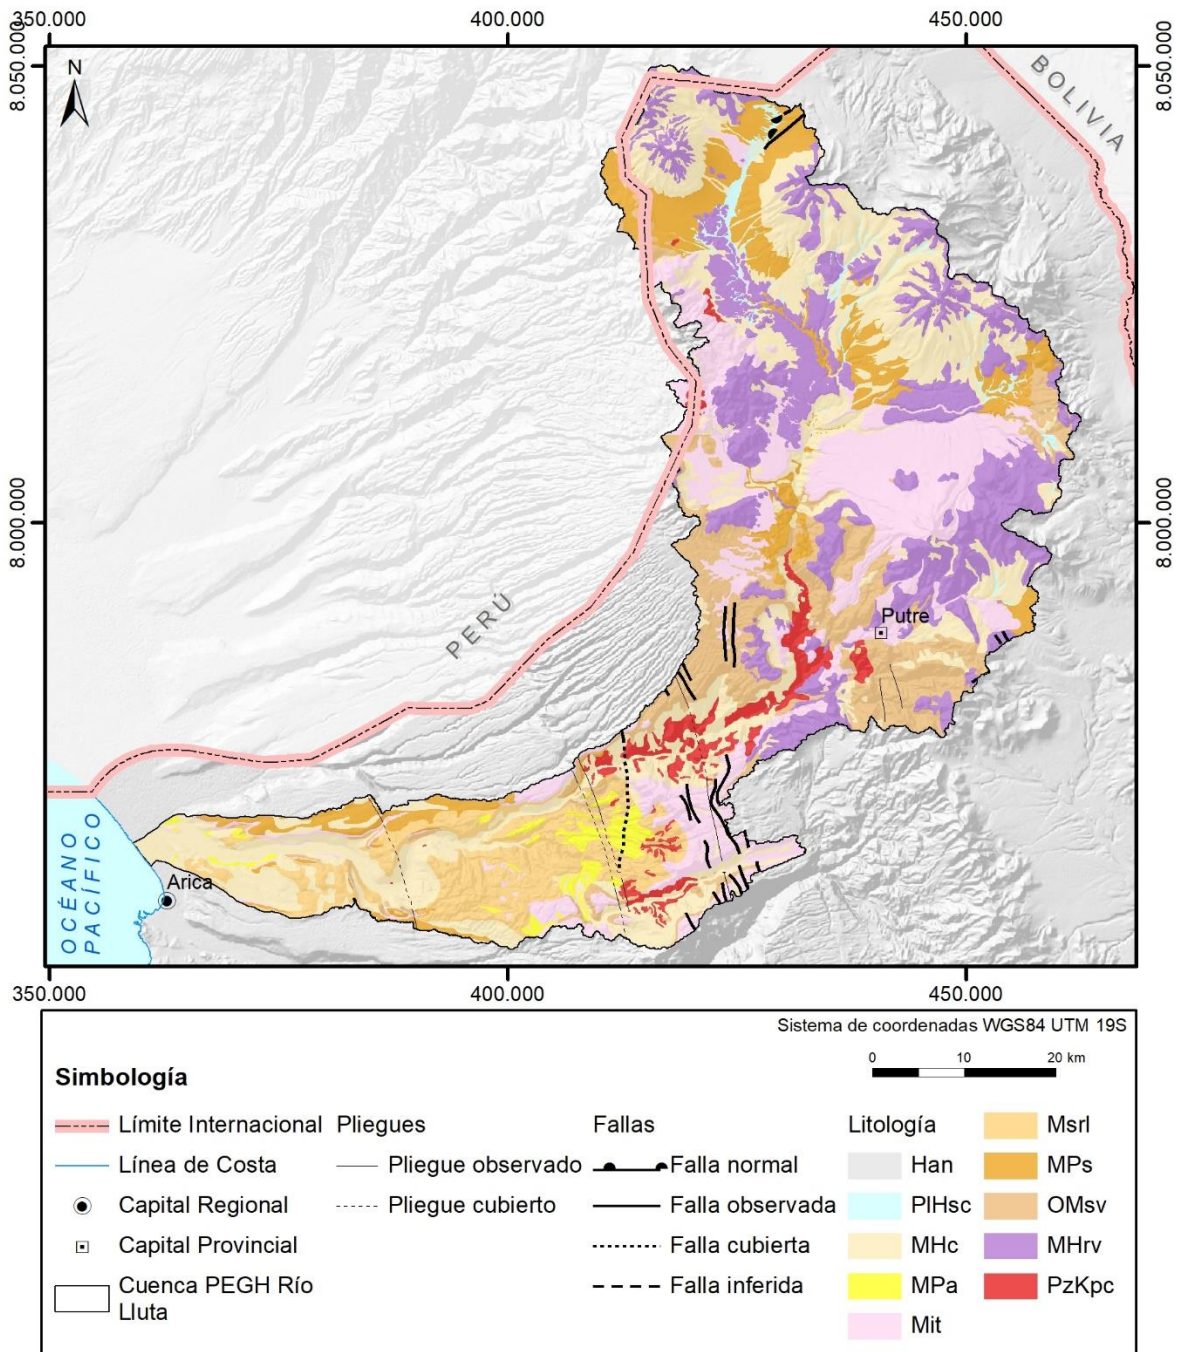 350.000
400.000
450.000
8.050.000
8.050.000
N
BOLIVIA
8.000.000
8.000.000
PERÚ
Putre
OCÉANO
PACÍFICO
Arica
350.000
400.000
450.000
Sistema de coordenadas WGS84 UTM 19S
0 10 20 km
Simbología
Límite Internacional
Línea de Costa
Capital Regional
Capital Provincial
Cuenca PEGH Río
Lluta
Pliegues
Pliegue observado
Pliegue cubierto
Fallas
Falla normal
Falla observada
Falla cubierta
Falla inferida
Litología
Han
PlHsc
MHc
MPa
Mit
Msrl
MPs
OMsv
MHrv
PzKpc